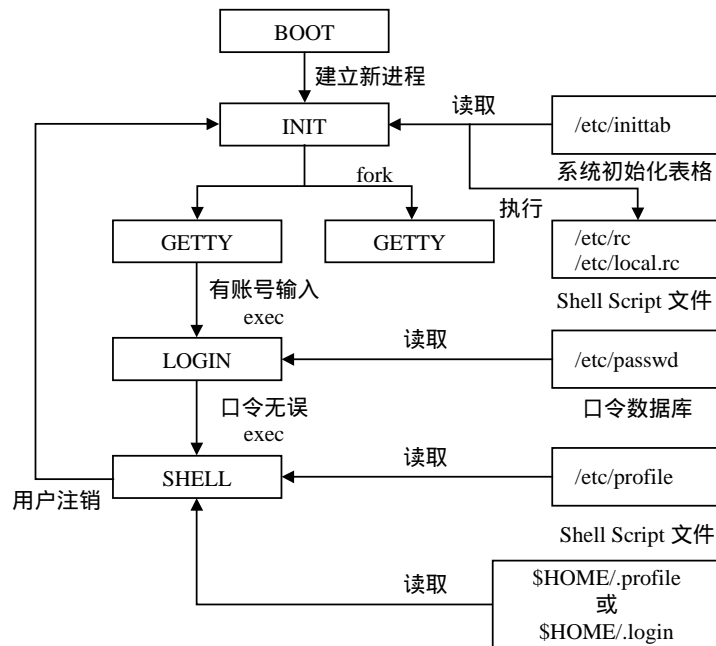 BOOT
建立新进程
读取
INIT
/etc/inittab
系统初始化表格
fork
执行
GETTY
GETTY
/etc/rc
/etc/local.rc
Shell Script 文件
有账号输入
exec
读取
LOGIN
/etc/passwd
口令数据库
口令无误
exec
读取
SHELL
/etc/profile
用户注销
Shell Script 文件
读取
$HOME/.profile
或
$HOME/.login